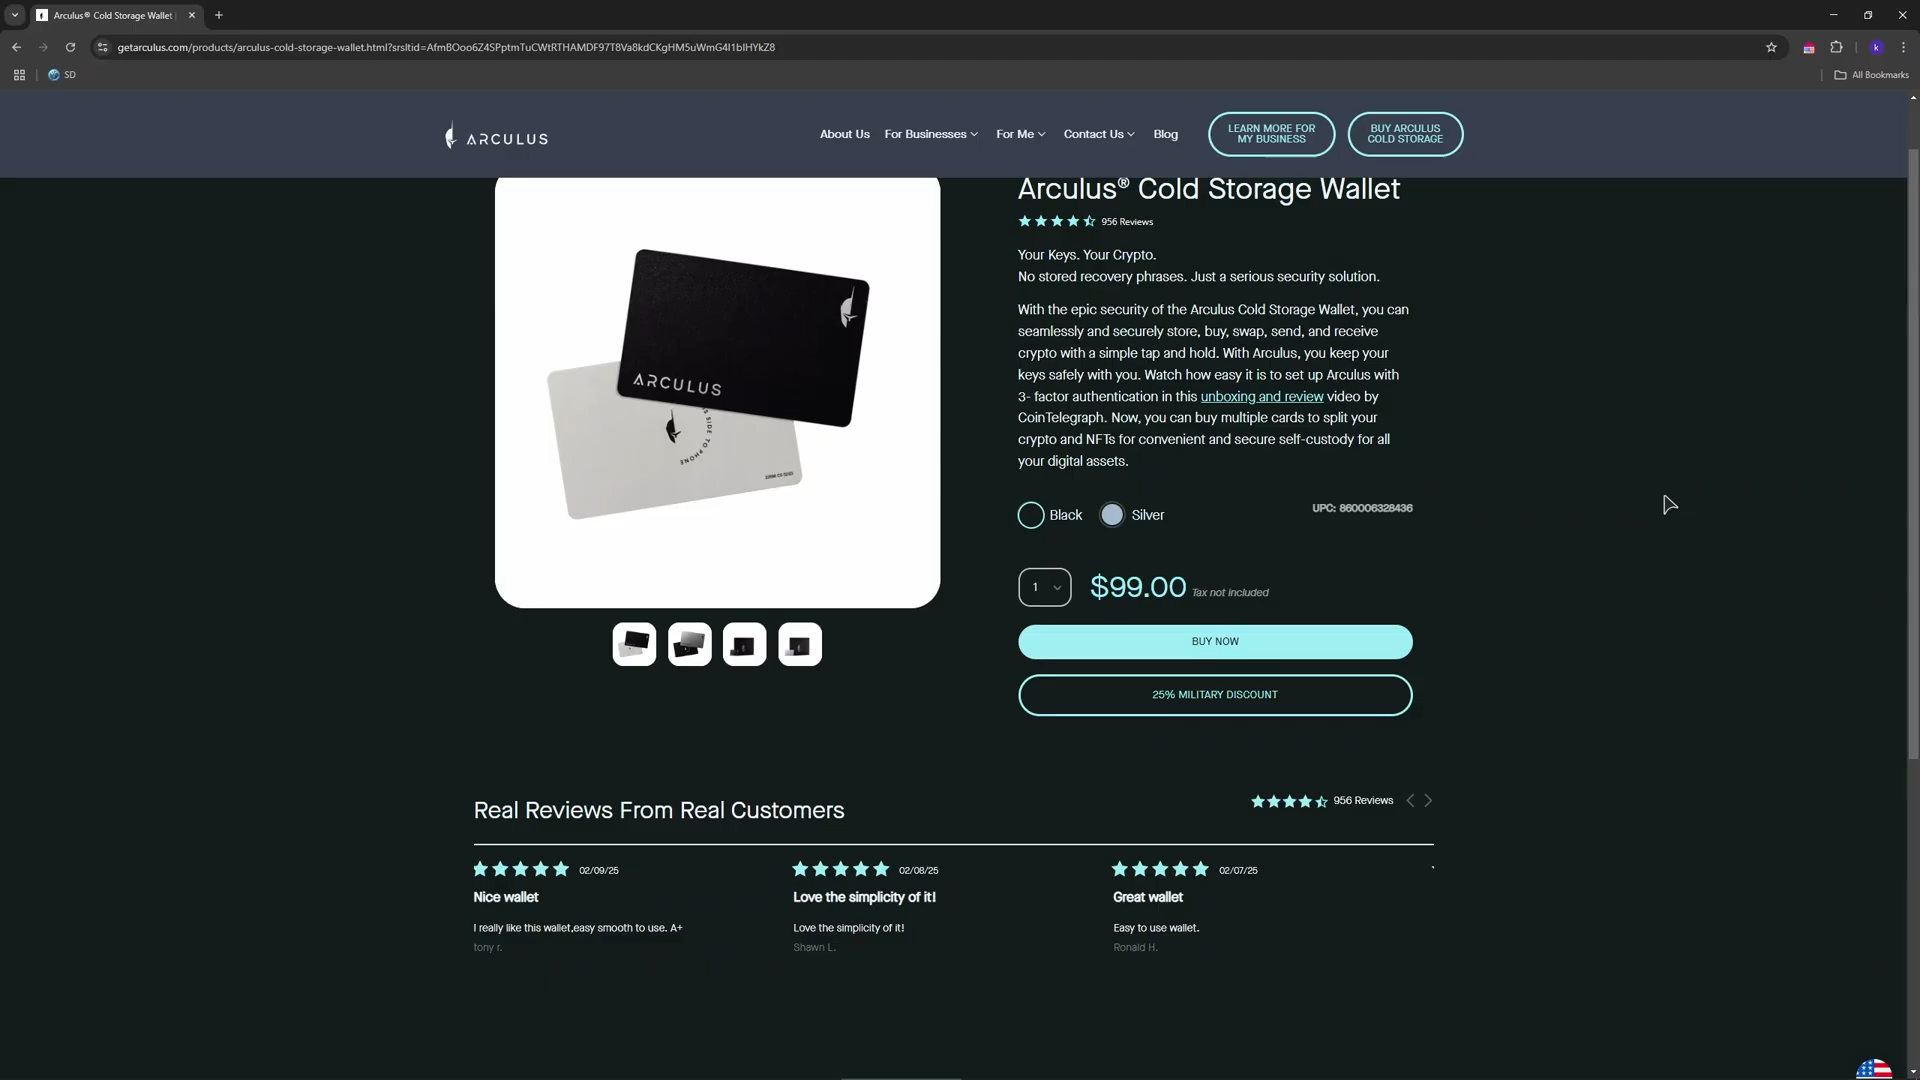 Arculus® Cold Storage Wallet
getarculus.com/products/arculus-cold-storage-wallet.html?srsltid=AfmBOoo6Z4SPptmTuCWtRTHAMDF97T8Va8kdCKgHM5uWmG4I1bIHYkZ8
k
SD
All Bookmarks
ARCULUS
About Us
For Businesses
For Me
Contact Us
Blog
LEARN MORE FOR
MY BUSINESS
BUY ARCULUS
COLD STORAGE
ARCULUS
SIDE TO PHONE
Arculus® Cold Storage Wallet
956 Reviews
Your Keys. Your Crypto.
No stored recovery phrases. Just a serious security solution.
With the epic security of the Arculus Cold Storage Wallet, you can
seamlessly and securely store, buy, swap, send, and receive
crypto with a simple tap and hold. With Arculus, you keep your
keys safely with you. Watch how easy it is to set up Arculus with
3- factor authentication in this unboxing and review video by
CoinTelegraph. Now, you can buy multiple cards to split your
crypto and NFTs for convenient and secure self-custody for all
your digital assets.
Black
Silver
UPC: 860006328436
1
$99.00 Tax not included
BUY NOW
25% MILITARY DISCOUNT
Real Reviews From Real Customers
956 Reviews
02/09/25
Nice wallet
I really like this wallet,easy smooth to use. A+
tony r.
02/08/25
Love the simplicity of it!
Love the simplicity of it!
Shawn L.
02/07/25
Great wallet
Easy to use wallet.
Ronald H.